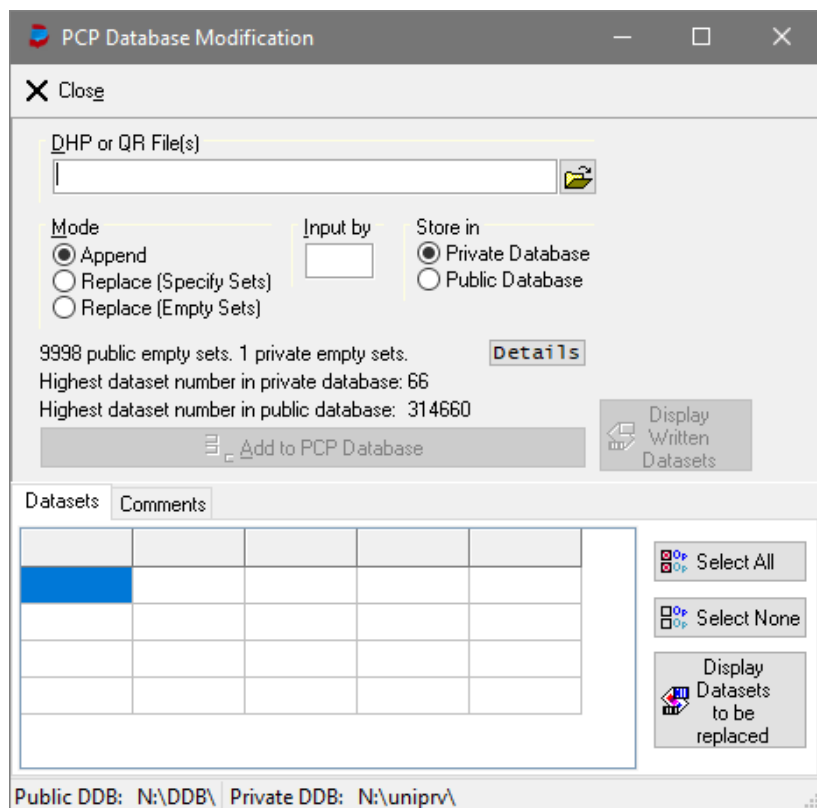 PCP Database Modification
Close
DHP or QR File(s)
Mode
Input by
Store in
Append
Private Database
Replace (Specify Sets)
Public Database
Replace (Empty Sets)
9998 public empty sets. 1 private empty sets.
Details
Highest dataset number in private database: 66
Highest dataset number in public database: 314660
Add to PCP Database
Display
Written
Datasets
Datasets
Comments
Select All
Select None
Display
Datasets
to be
replaced
Public DDB: N:\DDB\ Private DDB: N:\uniprv\